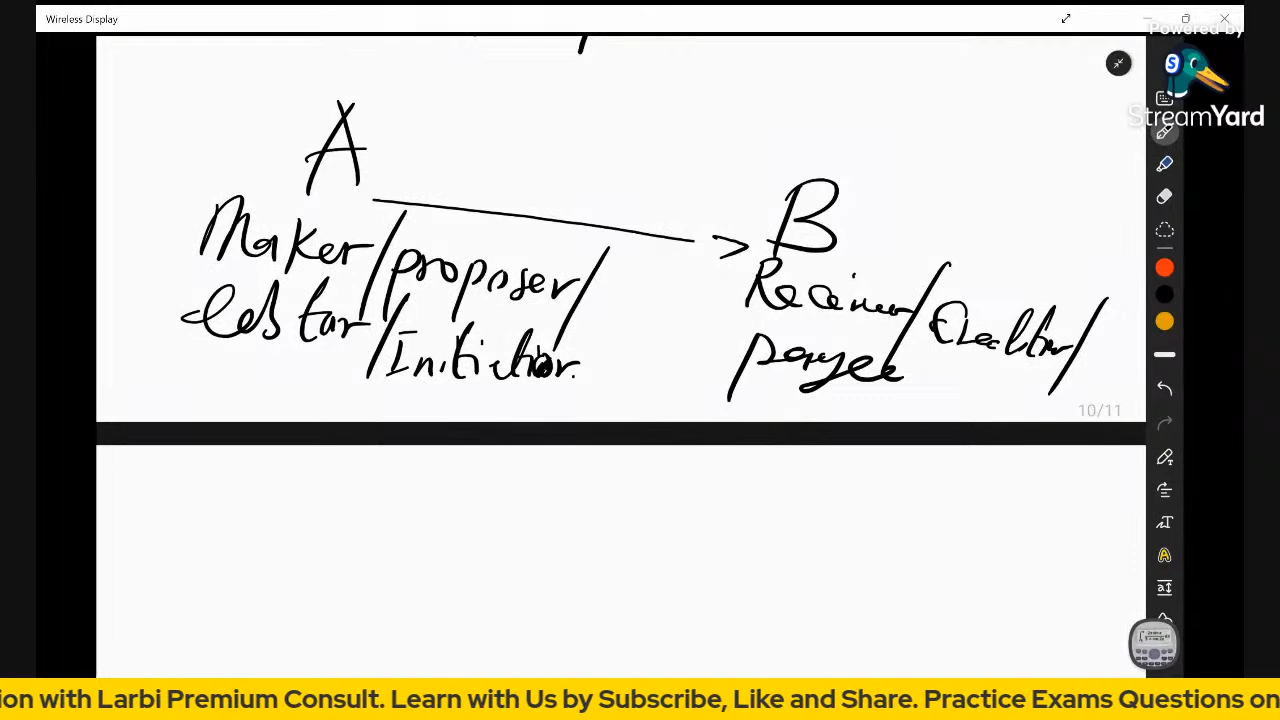 Wireless Display
Powered by
StreamYard
A
B
Maker/proposer/
debtor/Initiator.
Receiver/Creditor/
payee
10/11
ion with Larbi Premium Consult. Learn with Us by Subscribe, Like and Share. Practice Exams Questions on